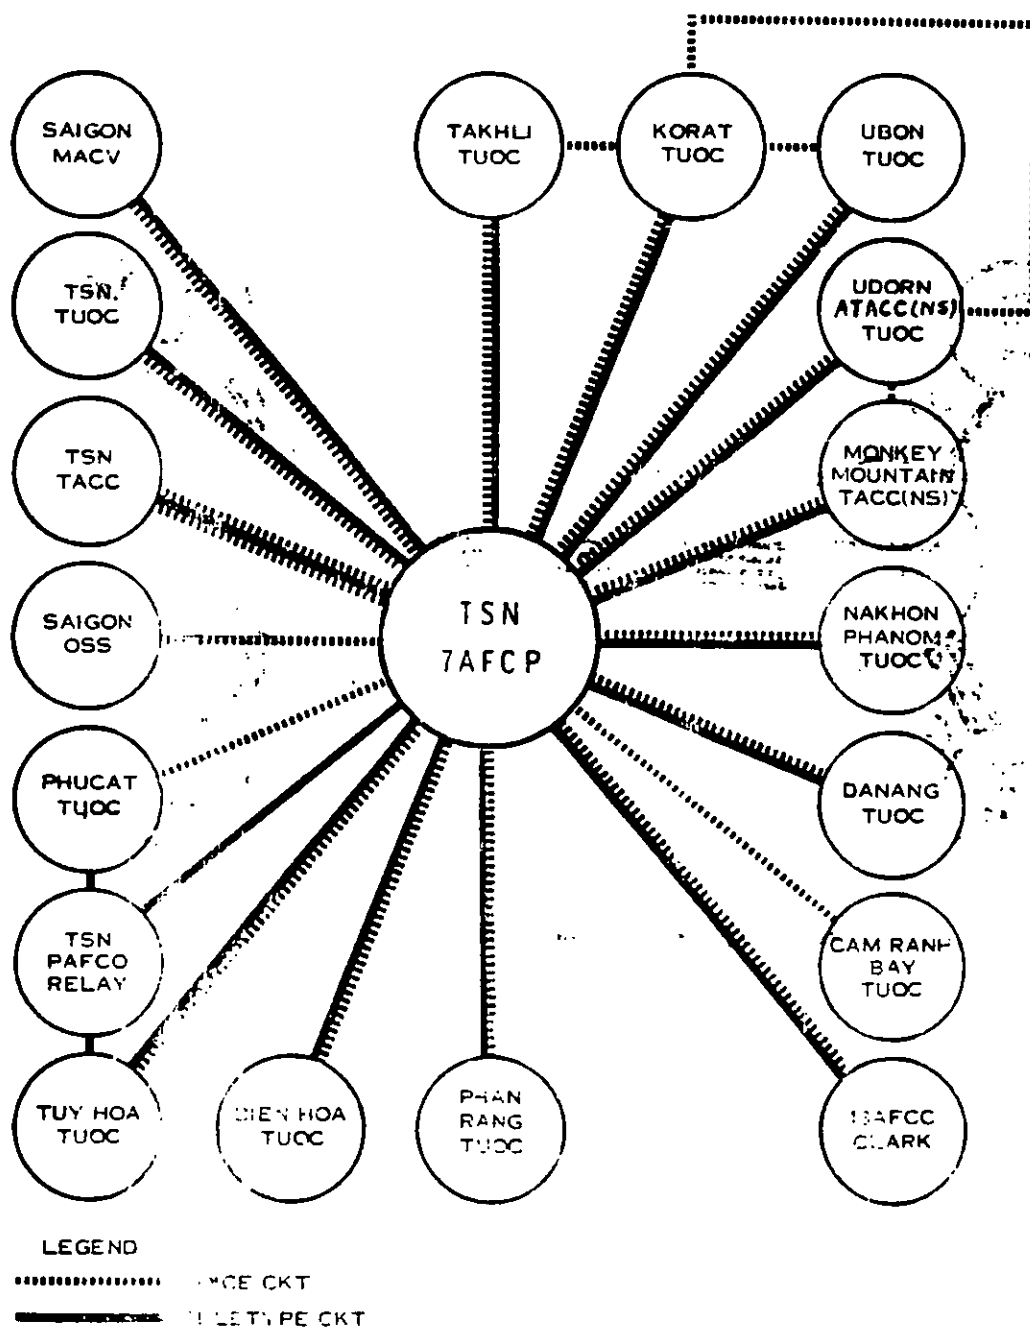 SAIGON
MACV
TAKHLI
TUOC
KORAT
TUOC
UBON
TUOC
TSN.
TUOC
UDORN
ATACC(NS)
TUOC
TSN
TACC
MONKEY
MOUNTAIN
TACC(NS)
TSN
7AFCP
SAIGON
OSS
NAKHON
PHANOM
TUOC
PHUCAT
TUOC
DANANG
TUOC
TSN
PAFCO
RELAY
CAM RANH
BAY
TUOC
TUY HOA
TUOC
HOA
TUOC
PHAN
RANG
TUOC
13AFCC
CLARK
LEGEND
CKT
CKT